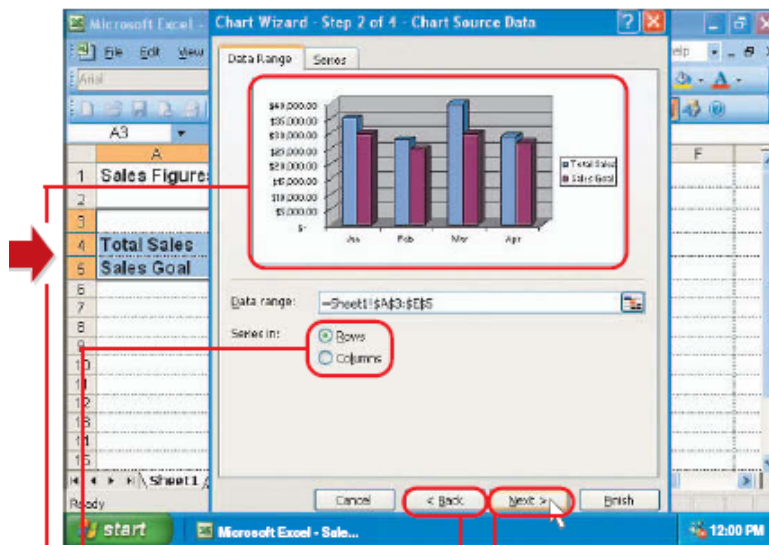 Microsoft Excel -
Chart Wizard - Step 2 of 4 - Chart Source Data
File Edit View
Help
Arial
Data Range Series
A3
A
F
$40,000.00
$35,000.00
$30,000.00
$25,000.00
$20,000.00
$15,000.00
$10,000.00
$5,000.00
$-
Jan Feb Mar Apr
Total Sales
Sales Goal
1 Sales Figures
2
3
4 Total Sales
5 Sales Goal
6
7
8
9
10
11
12
13
14
15
Data range: =Sheet1!$A$3:$E$5
Series in: Rows
Columns
Sheet1
Ready
Cancel < Back Next > Finish
start Microsoft Excel - Sale... 12:00 PM